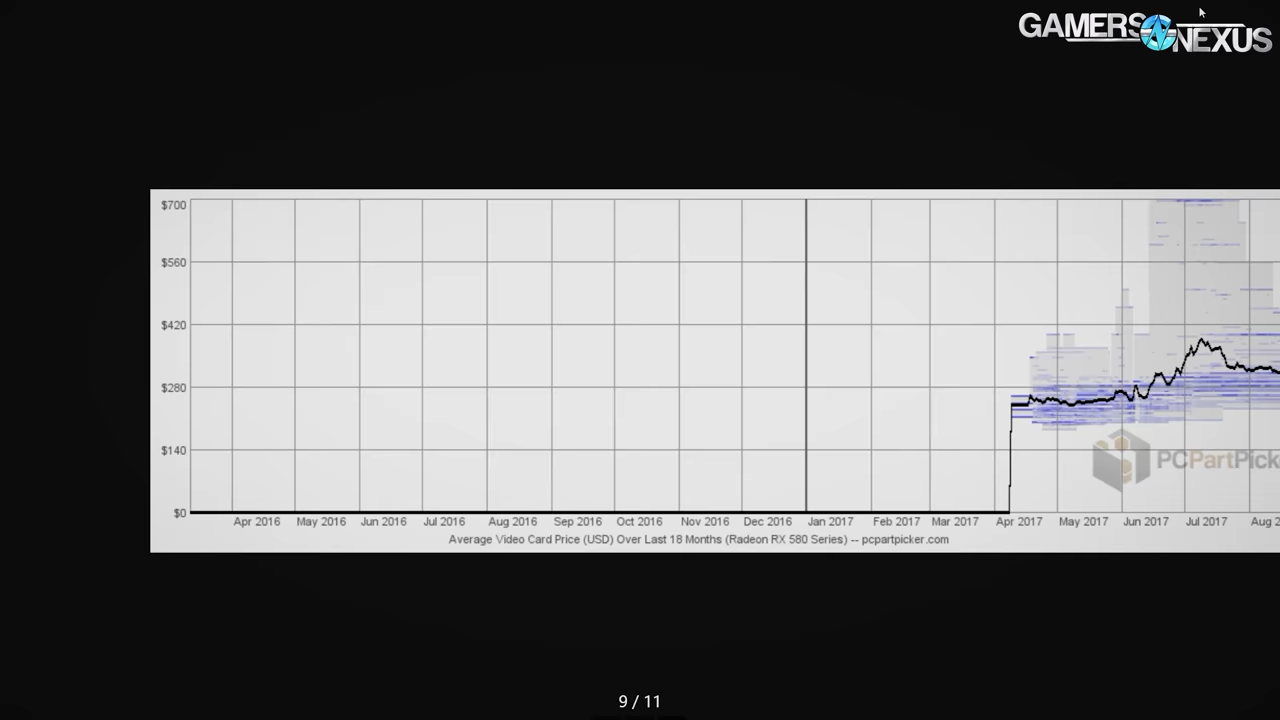 GAMERS NEXUS
$700
$560
$420
$280
$140
$0
PCPartPick
Apr 2016 May 2016 Jun 2016 Jul 2016 Aug 2016 Sep 2016 Oct 2016 Nov 2016 Dec 2016 Jan 2017 Feb 2017 Mar 2017 Apr 2017 May 2017 Jun 2017 Jul 2017 Aug 2
Average Video Card Price (USD) Over Last 18 Months (Radeon RX 580 Series) -- pcpartpicker.com
9 / 11